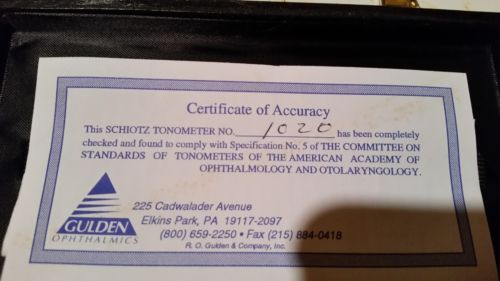 Certificate of Accuracy
This SCHIOTZ TONOMETER NO. 1020 has been completely
checked and found to comply with Specification No. 5 of THE COMMITTEE ON
STANDARDS OF TONOMETERS OF THE AMERICAN ACADEMY OF
OPHTHALMOLOGY AND OTOLARYNGOLOGY.
GULDEN
OPHTHALMICS
225 Cadwalader Avenue
Elkins Park, PA 19117-2097
(800) 659-2250 • Fax (215) 884-0418
R. O. Gulden & Company, Inc.